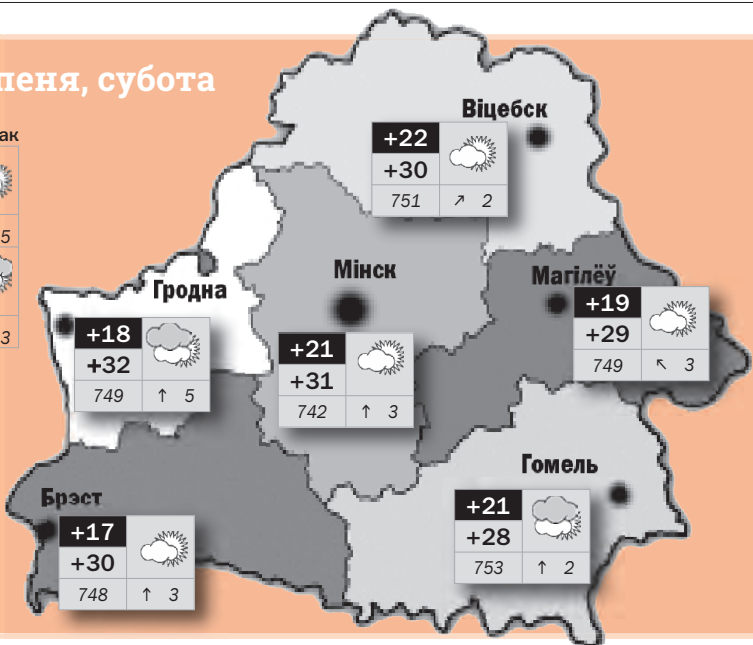 пеня, субота
ак
5
3
Віцебск
+22
+30
751 ↗ 2
Мінск
+21
+31
742 ↑ 3
Магілёў
+19
+29
749 ↖ 3
Гродна
+18
+32
749 ↑ 5
Гомель
+21
+28
753 ↑ 2
Брэст
+17
+30
748 ↑ 3